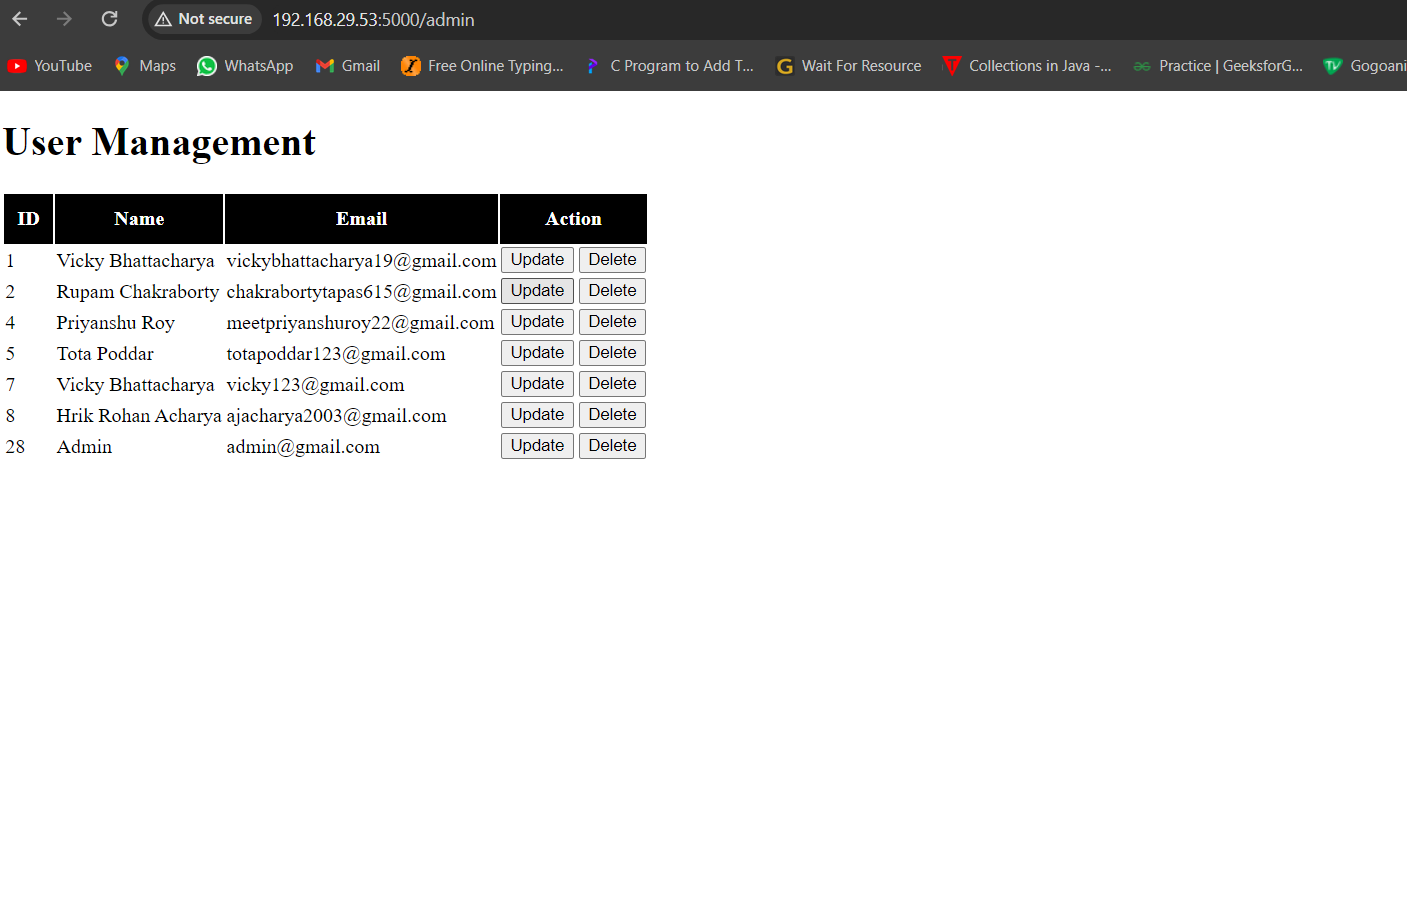 Not secure 192.168.29.53:5000/admin
YouTube Maps WhatsApp Gmail Free Online Typing... C Program to Add T... Wait For Resource Collections in Java -... Practice | GeeksforG... Gogoani
User Management
ID Name Email Action
1 Vicky Bhattacharya vickybhattacharya19@gmail.com Update Delete
2 Rupam Chakraborty chakrabortytapas615@gmail.com Update Delete
4 Priyanshu Roy meetpriyanshuroy22@gmail.com Update Delete
5 Tota Poddar totapoddar123@gmail.com Update Delete
7 Vicky Bhattacharya vicky123@gmail.com Update Delete
8 Hrik Rohan Acharya ajacharya2003@gmail.com Update Delete
28 Admin admin@gmail.com Update Delete